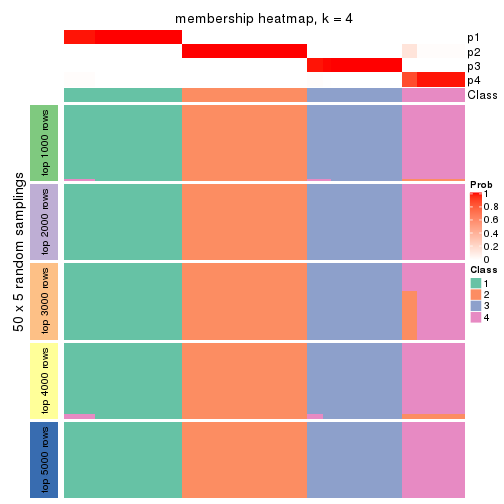 membership heatmap, k = 4
p1
p2
p3
p4
Class
50 x 5 random samplings
top 1000 rows
top 2000 rows
top 3000 rows
top 4000 rows
top 5000 rows
Prob
1
0.8
0.6
0.4
0.2
0
Class
1
2
3
4